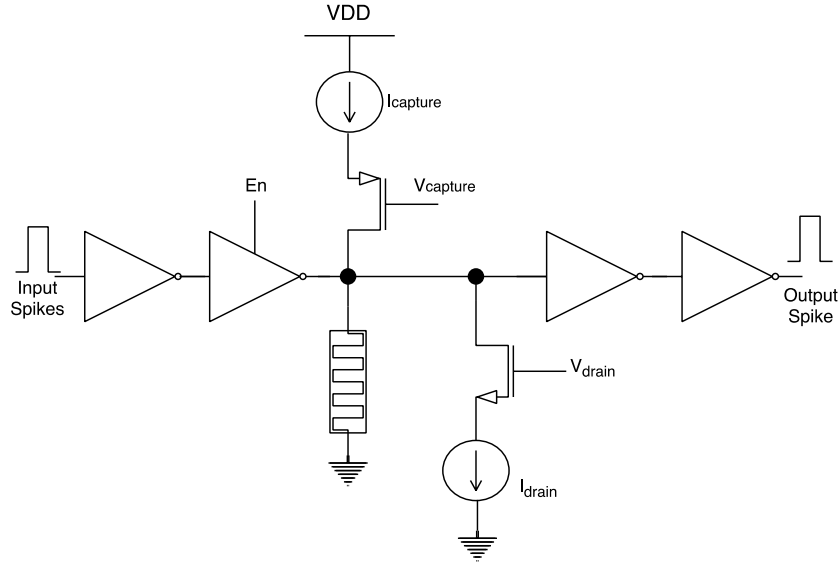 VDD
Icapture
En
Vcapture
Input
Spikes
Output
Spike
Vdrain
Idrain